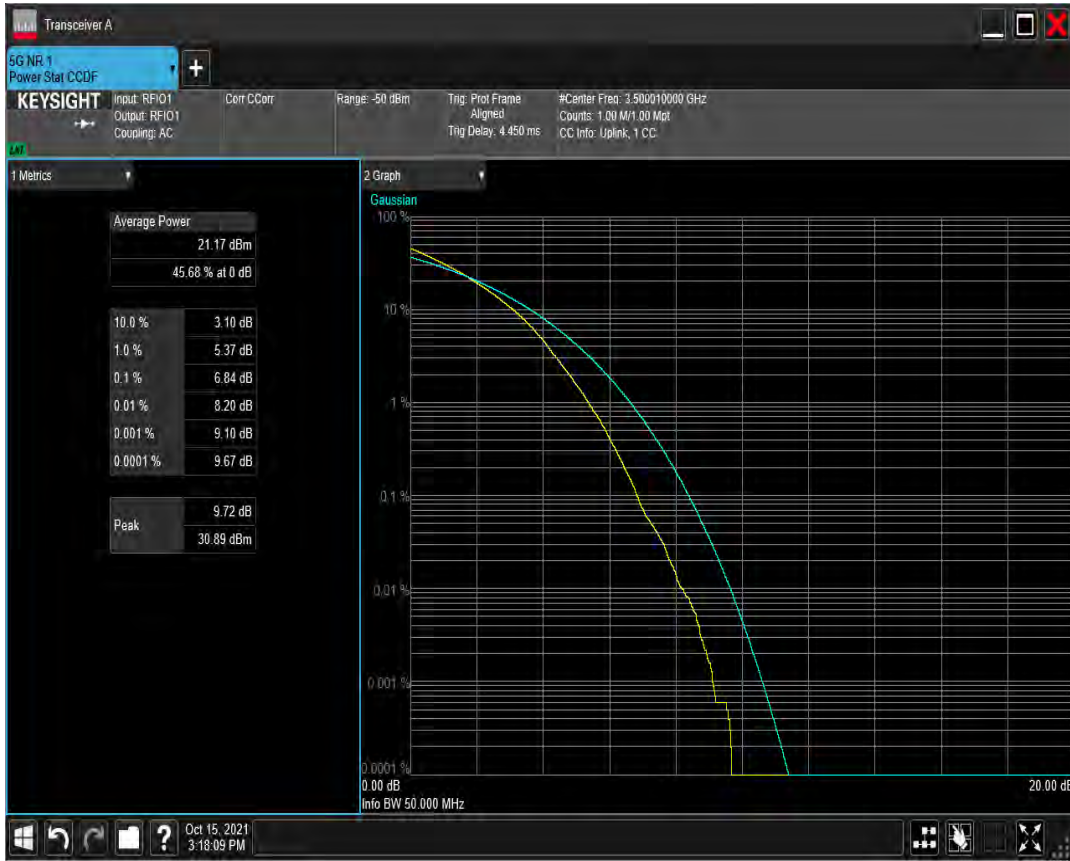 Transceiver A
5G NR 1
Power Stat CCDF
+
KEYSIGHT
Input: RFIO1
Output: RFIO1
Coupling: AC
Corr CCorr
Range: -50 dBm
Trig: Prot Frame
Aligned
Trig Delay: 4.450 ms
#Center Freq: 3.500010000 GHz
Counts: 1.00 M/1.00 Mpt
CC Info: Uplink, 1 CC
1 Metrics
Average Power
21.17 dBm
45.68 % at 0 dB
10.0 % 3.10 dB
1.0 % 5.37 dB
0.1 % 6.84 dB
0.01 % 8.20 dB
0.001 % 9.10 dB
0.0001 % 9.67 dB
Peak
9.72 dB
30.89 dBm
2 Graph
Gaussian
100 %
10 %
1 %
0.1 %
0.01 %
0.001 %
0.0001 %
0.00 dB
20.00 dB
Info BW 50.000 MHz
?
Oct 15, 2021
3:18:09 PM